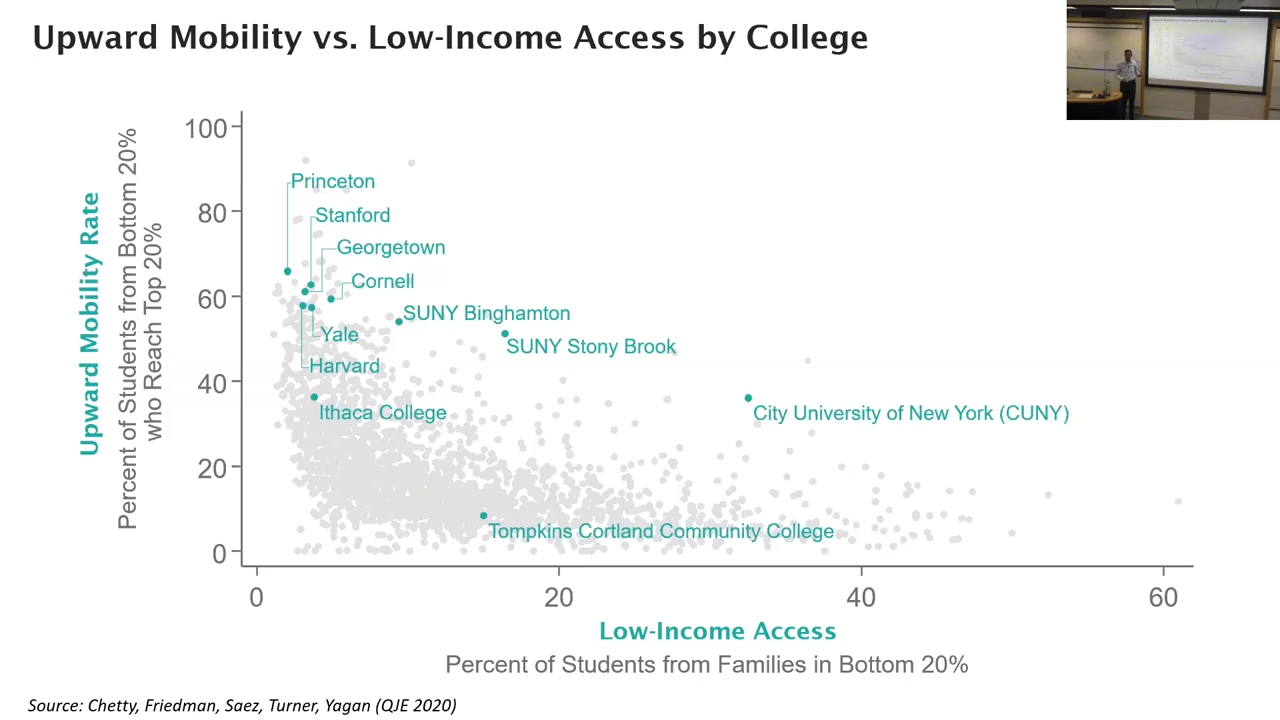 Upward Mobility vs. Low-Income Access by College
Upward Mobility Rate
Percent of Students from Bottom 20%
who Reach Top 20%
100
80
60
40
20
0
Princeton
Stanford
Georgetown
Cornell
SUNY Binghamton
Yale
SUNY Stony Brook
Harvard
Ithaca College
City University of New York (CUNY)
Tompkins Cortland Community College
0 20 40 60
Low-Income Access
Percent of Students from Families in Bottom 20%
Source: Chetty, Friedman, Saez, Turner, Yagan (QJE 2020)